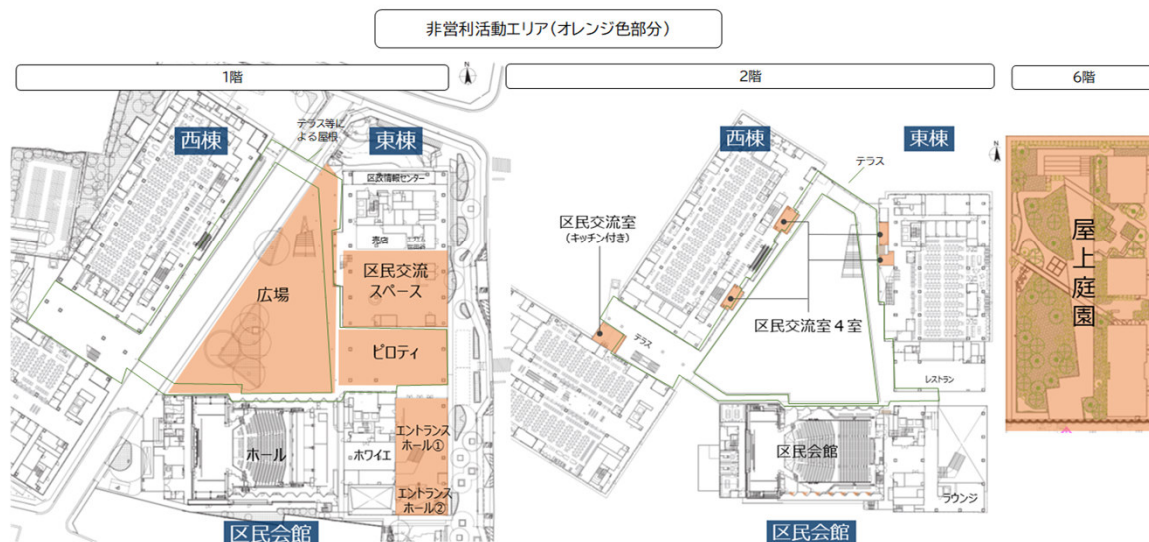 非営利活動エリア(オレンジ色部分)
1階
2階
6階
N
テラス等に
よる屋根
西棟
東棟
区政情報センター
売店
区民交流
スペース
広場
ピロティ
エントランス
ホール①
ホール
ホワイエ
エントランス
ホール②
区民会館
西棟
東棟
テラス
区民交流室
(キッチン付き)
区民交流室4室
テラス
レストラン
区民会館
ラウンジ
区民会館
N
屋上庭園